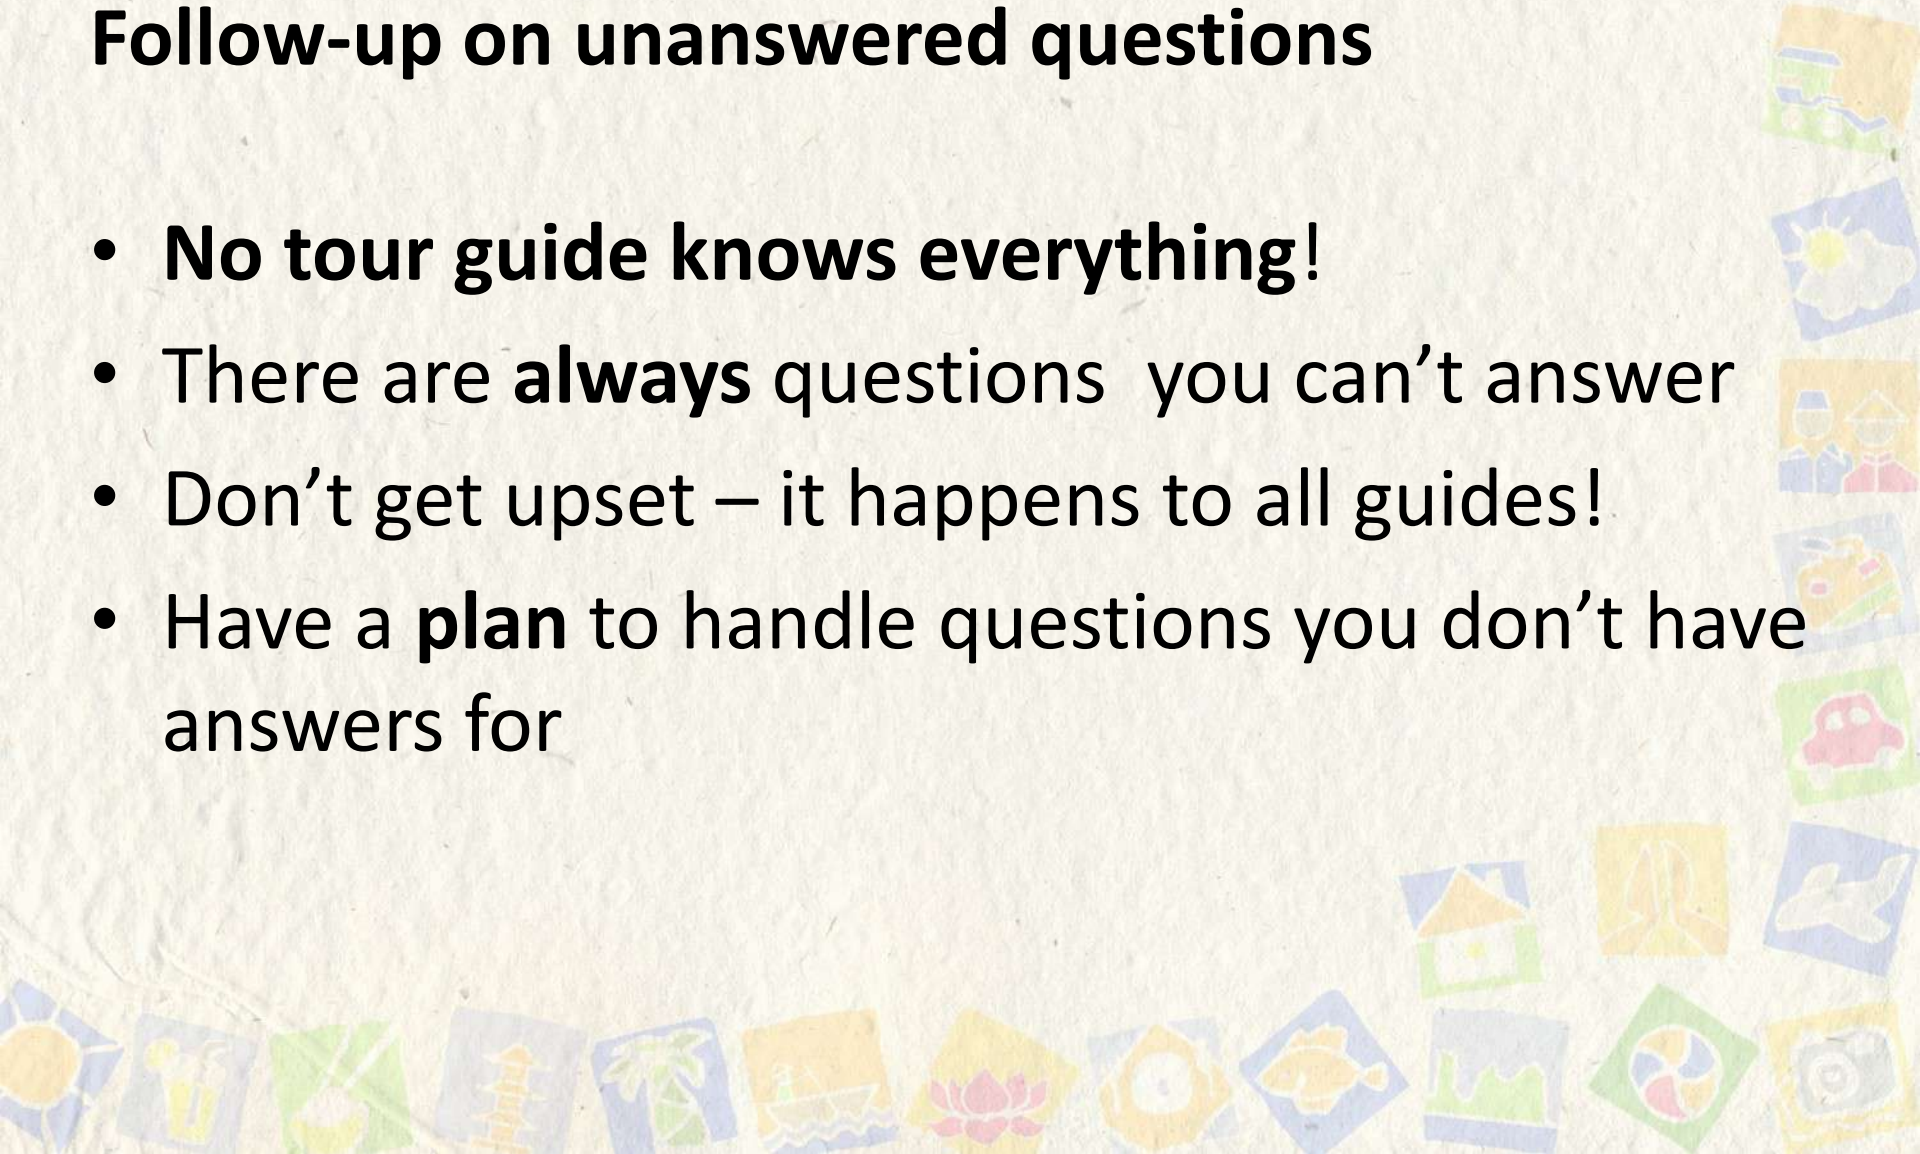 Follow-up on unanswered questions
• No tour guide knows everything!
• There are always questions  you can’t answer
• Don’t get upset – it happens to all guides!
• Have a plan to handle questions you don’t have
answers for